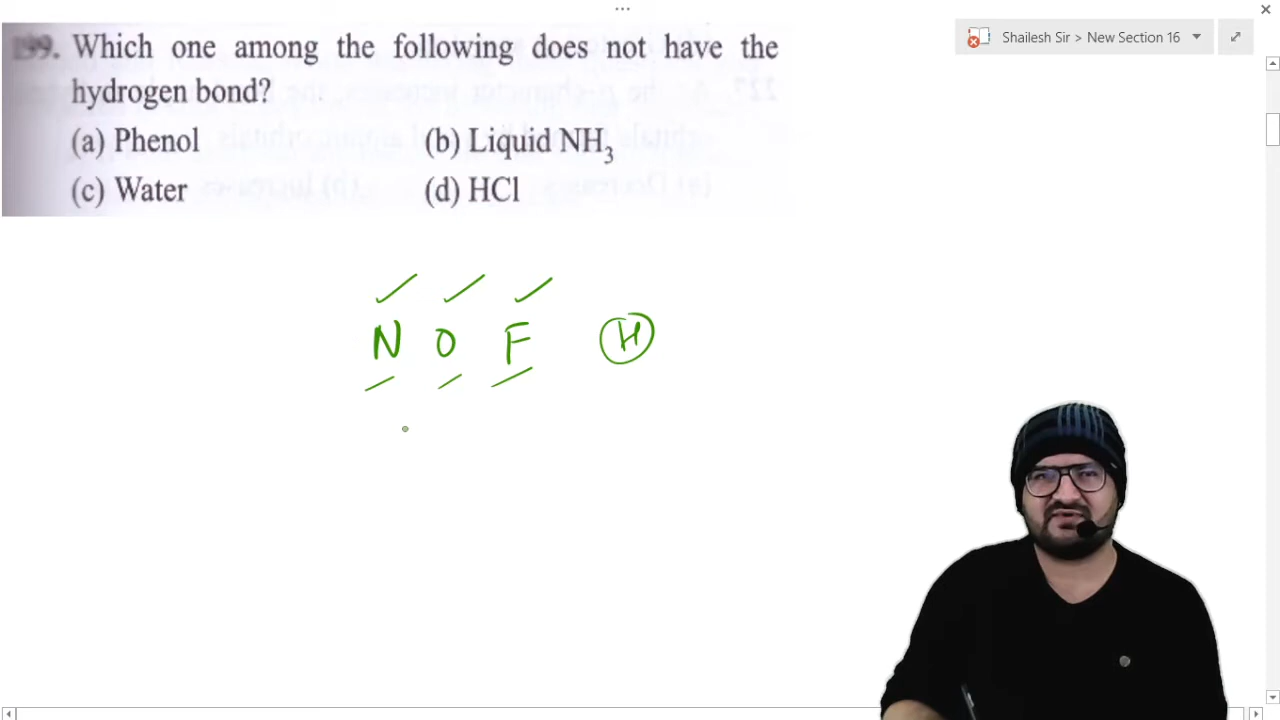 Shailesh Sir > New Section 16
199. Which one among the following does not have the
hydrogen bond?
(a) Phenol (b) Liquid NH₃
(c) Water (d) HCl
N O F H